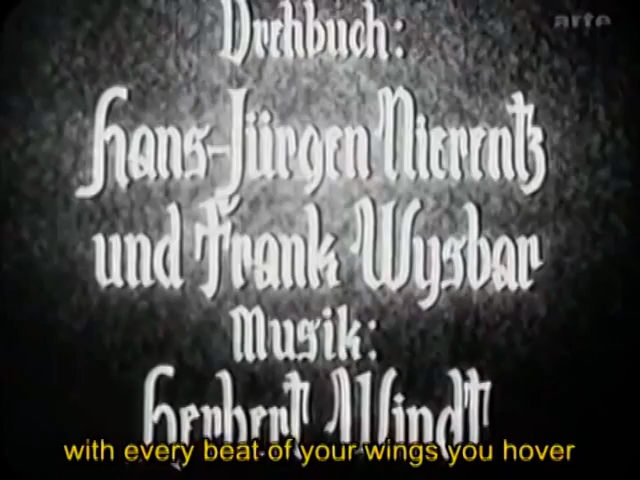 arte
Drehbuch:
Hans-Jürgen Nierentz
und Frank Wysbar
Musik:
Herbert Windt
with every beat of your wings you hover